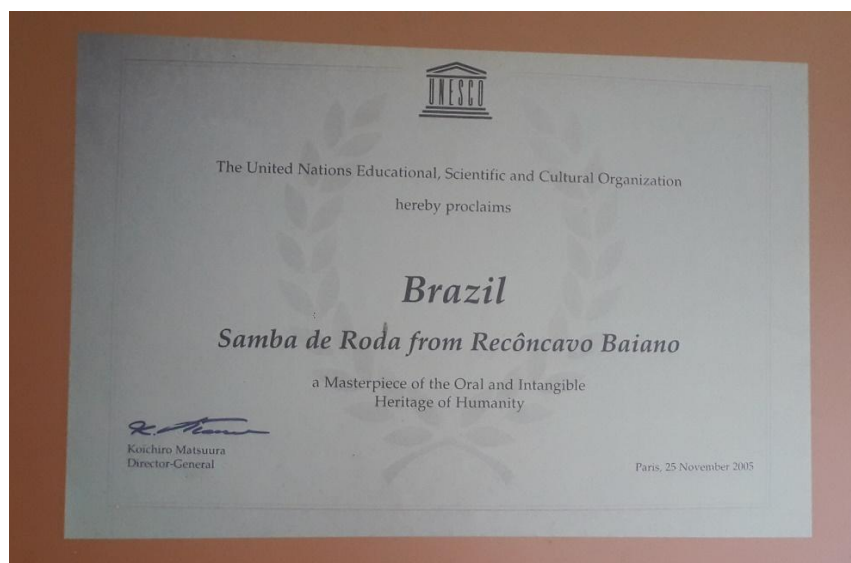 UNESCO
The United Nations Educational, Scientific and Cultural Organization
hereby proclaims
Brazil
Samba de Roda from Recôncavo Baiano
a Masterpiece of the Oral and Intangible
Heritage of Humanity
Koichiro Matsuura
Director-General
Paris, 25 November 2005